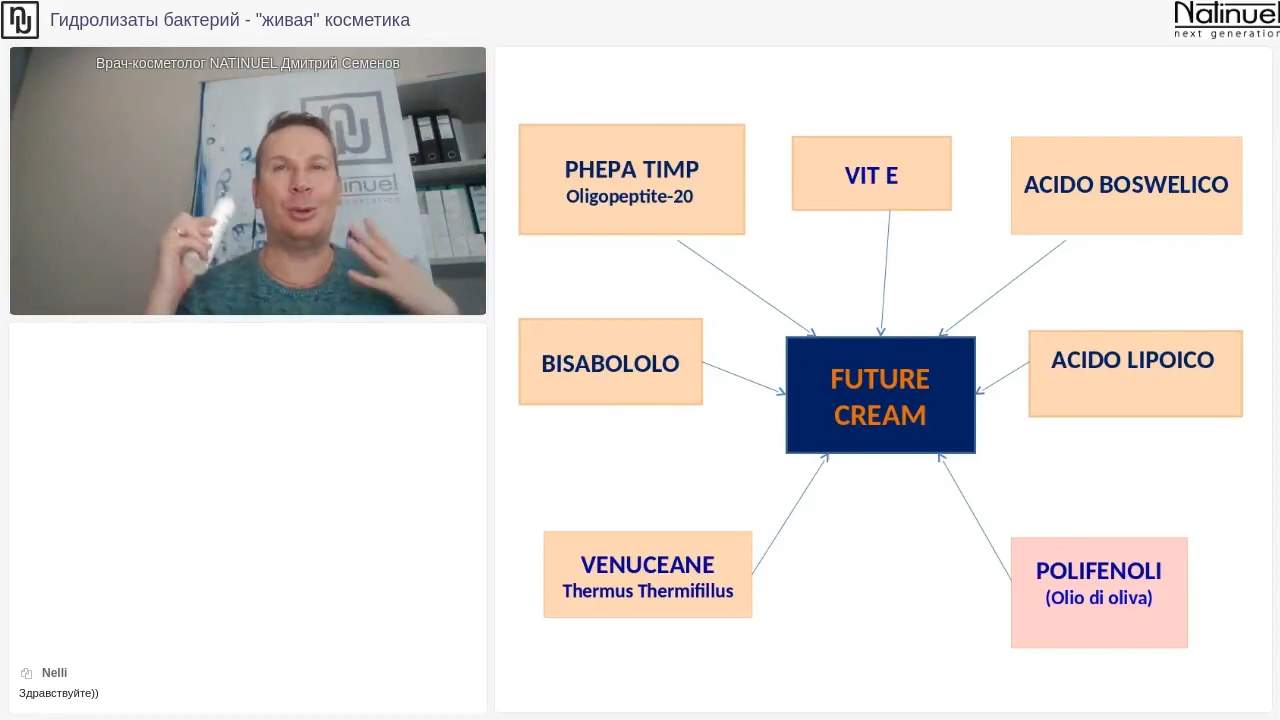 Гидролизаты бактерий - "живая" косметика
Natinuel
next generation
Врач-косметолог NATINUEL Дмитрий Семенов
PHEPA TIMP
Oligopeptite-20
VIT E
ACIDO BOSWELICO
BISABOLOLO
FUTURE
CREAM
ACIDO LIPOICO
VENUCEANE
Thermus Thermifillus
POLIFENOLI
(Olio di oliva)
Nelli
Здравствуйте))